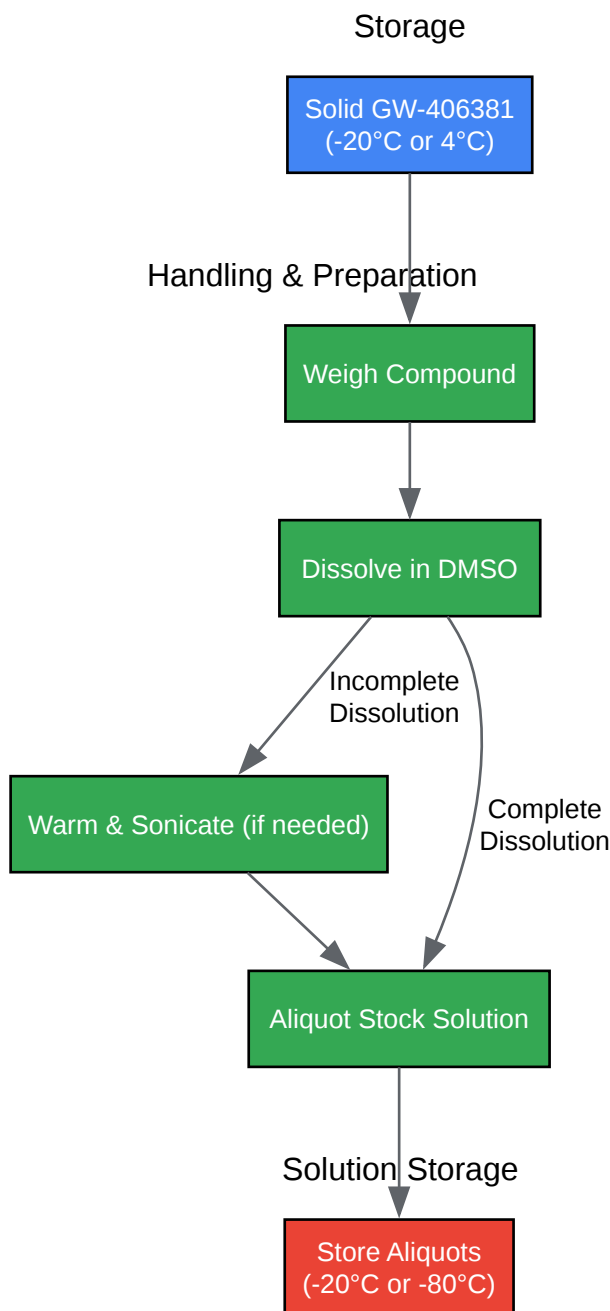 Storage
Solid GW-406381
(-20°C or 4°C)
Handling & Preparation
Weigh Compound
Dissolve in DMSO
Incomplete
Dissolution
Warm & Sonicate (if needed)
Complete
Dissolution
Aliquot Stock Solution
Solution Storage
Store Aliquots
(-20°C or -80°C)